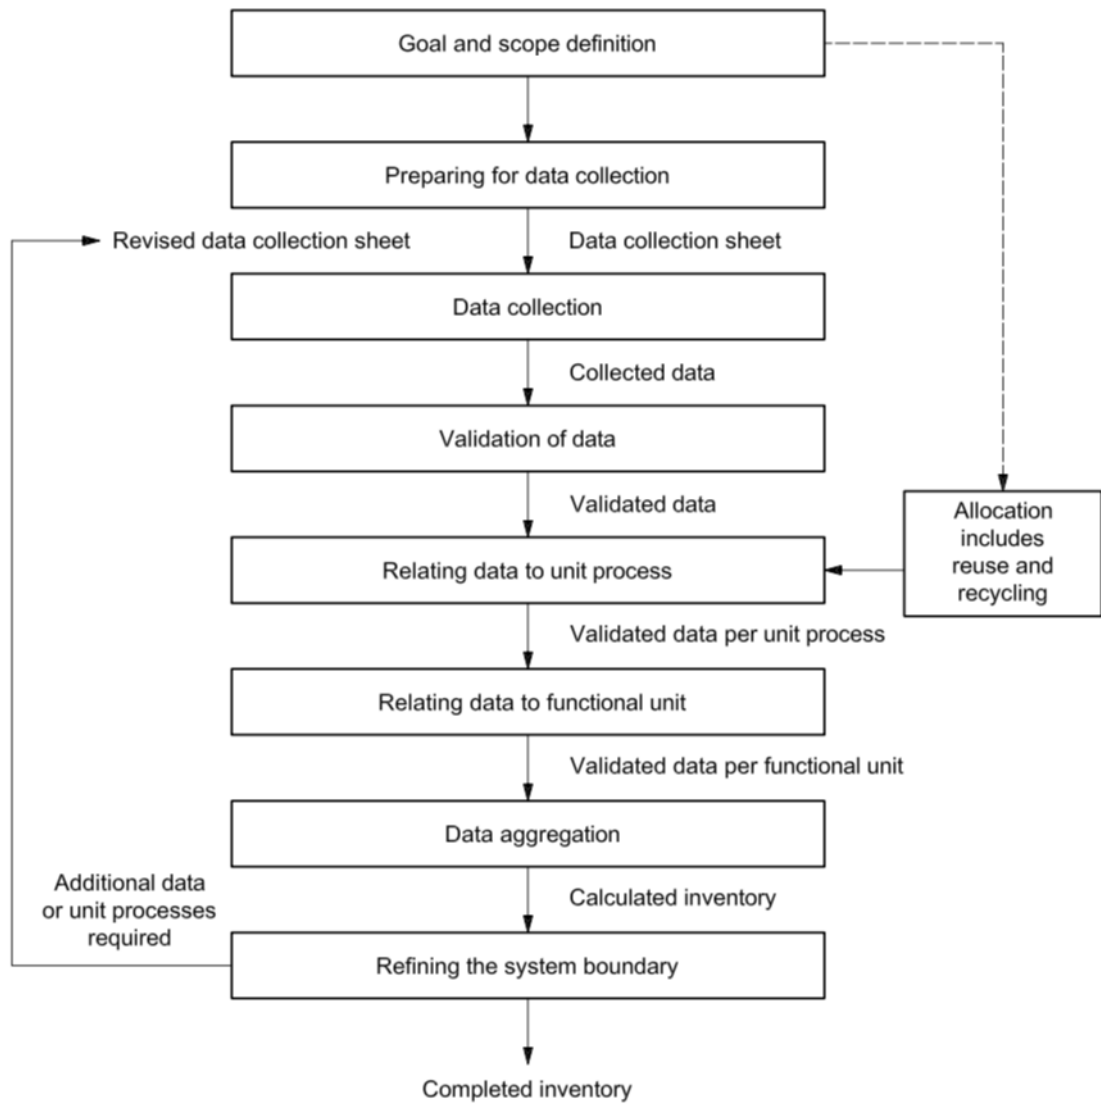 Goal and scope definition
Preparing for data collection
Revised data collection sheet
Data collection sheet
Data collection
Collected data
Validation of data
Validated data
Allocation
includes
reuse and
recycling
Relating data to unit process
Validated data per unit process
Relating data to functional unit
Validated data per functional unit
Data aggregation
Additional data
or unit processes
required
Calculated inventory
Refining the system boundary
Completed inventory